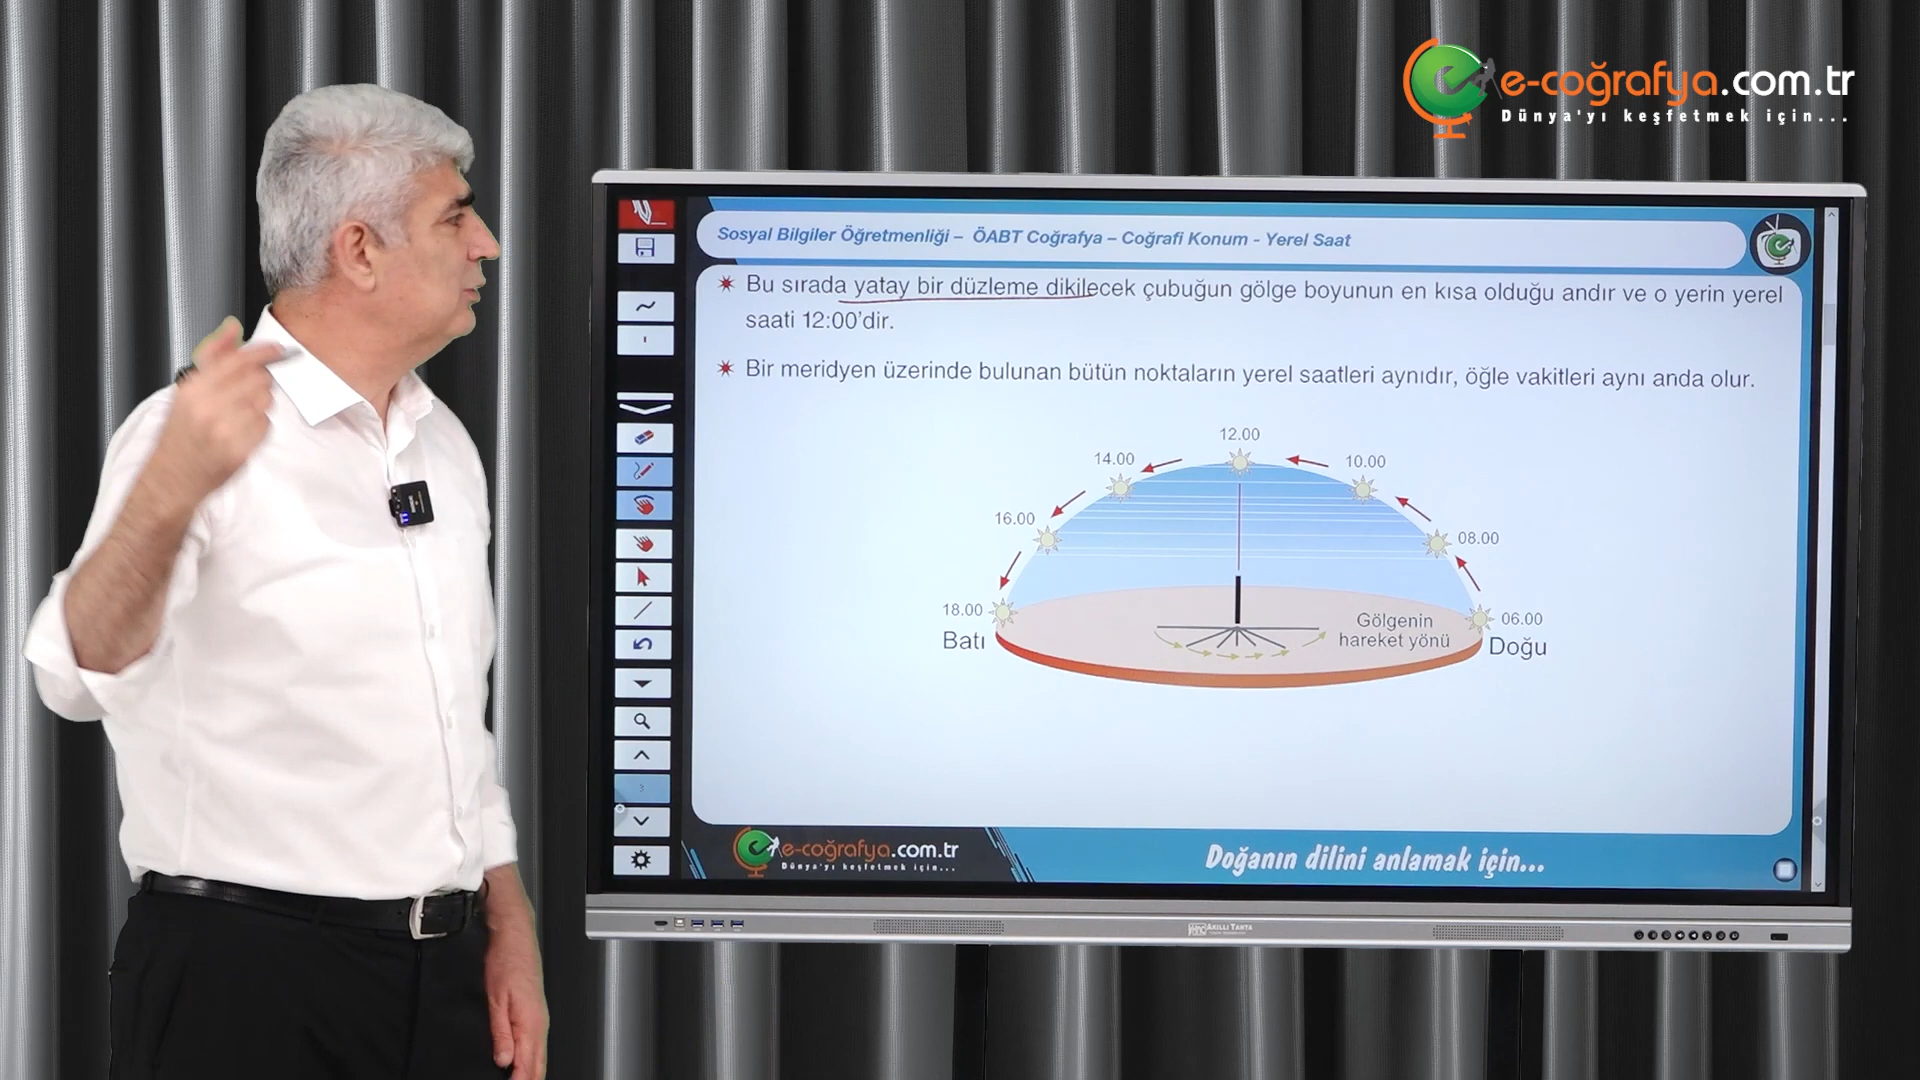 e-coğrafya.com.tr
Dünya'yı keşfetmek için...
Sosyal Bilgiler Öğretmenliği – ÖABT Coğrafya – Coğrafi Konum - Yerel Saat
Bu sırada yatay bir düzleme dikilecek çubuğun gölge boyunun en kısa olduğu andır ve o yerin yerel
saati 12:00'dir.
Bir meridyen üzerinde bulunan bütün noktaların yerel saatleri aynıdır, öğle vakitleri aynı anda olur.
12.00
14.00
10.00
16.00
08.00
18.00
06.00
Batı
Gölgenin
hareket yönü
Doğu
3
e-coğrafya.com.tr
Dünya'yı keşfetmek için...
Doğanın dilini anlamak için...
AKILLI TAHTA